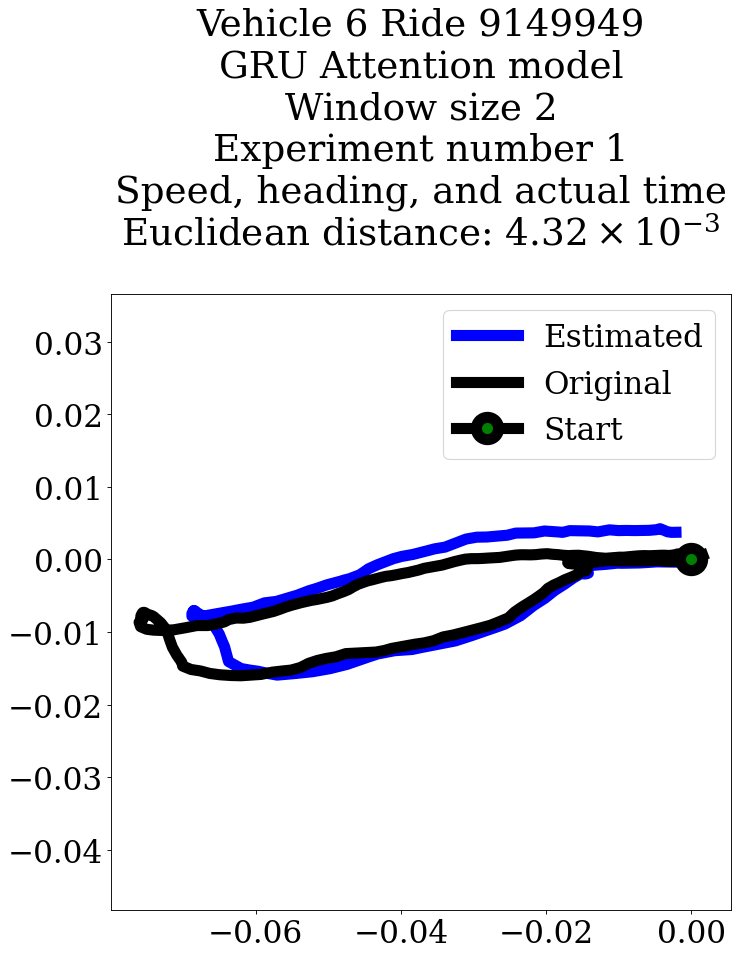 Vehicle 6 Ride 9149949
GRU Attention model
Window size 2
Experiment number 1
Speed, heading, and actual time
Euclidean distance: 4.32 × 10⁻³
Estimated
Original
Start
0.03
0.02
0.01
0.00
−0.01
−0.02
−0.03
−0.04
−0.06
−0.04
−0.02
0.00